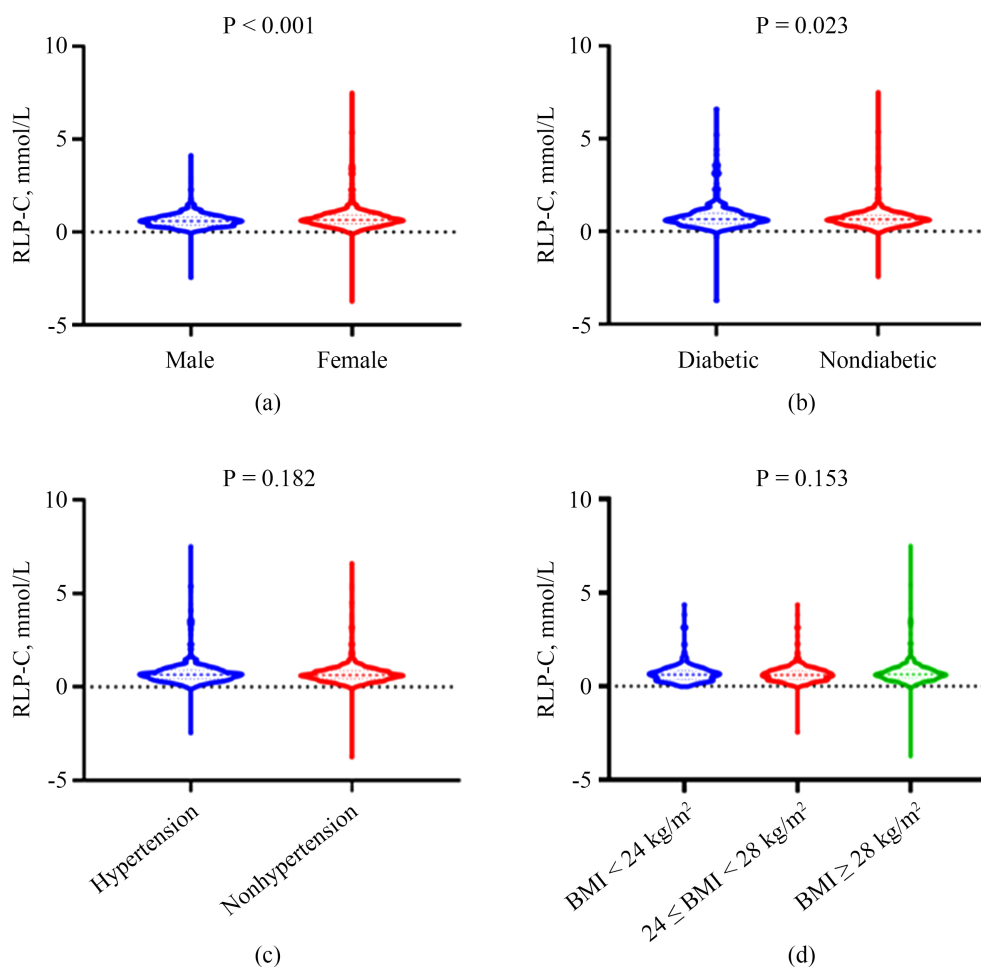 P < 0.001
10
5
0
-5
RLP-C, mmol/L
Male
Female
(a)
P = 0.023
10
5
0
-5
RLP-C, mmol/L
Diabetic
Nondiabetic
(b)
P = 0.182
10
5
0
-5
RLP-C, mmol/L
Hypertension
Nonhypertension
(c)
P = 0.153
10
5
0
-5
RLP-C, mmol/L
BMI < 24 kg/m²
24 ≤ BMI < 28 kg/m²
BMI ≥ 28 kg/m²
(d)